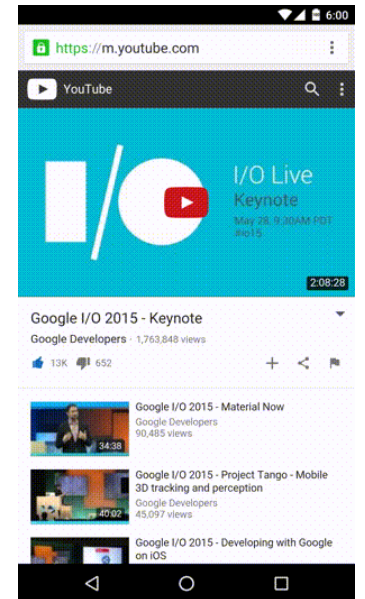 6:00
https://m.youtube.com
YouTube
I/O
I/O Live
Keynote
May 28, 9:30AM PDT
#io15
2:08:28
Google I/O 2015 - Keynote
Google Developers · 1,763,848 views
13K 652
Google I/O 2015 - Material Now
Google Developers
90,485 views
34:38
Google I/O 2015 - Project Tango - Mobile
3D tracking and perception
Google Developers
45,097 views
40:02
Google I/O 2015 - Developing with Google
on iOS